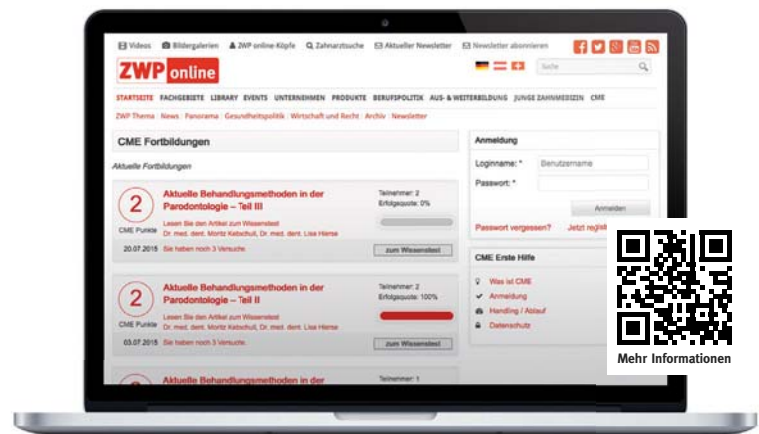 Videos Bildergalerien ZWP online-Köpfe Zahnarztsuche Aktueller Newsletter Newsletter abonnieren
ZWP online
Suche
STARTSEITE FACHGEBIETE LIBRARY EVENTS UNTERNEHMEN PRODUKTE BERUFSPOLITIK AUS- & WEITERBILDUNG JUNGE ZAHNMEDIZIN CME
ZWP Thema News Panorama Gesundheitspolitik Wirtschaft und Recht Archiv Newsletter
CME Fortbildungen
Aktuelle Fortbildungen
2
CME Punkte
20.07.2015
Aktuelle Behandlungsmethoden in der
Parodontologie – Teil III
Lesen Sie den Artikel zum Wissenstest
Dr. med. dent. Moritz Kebschull, Dr. med. dent. Lisa Hierse
Sie haben noch 3 Versuche.
Teilnehmer: 2
Erfolgsquote: 0%
zum Wissenstest
2
CME Punkte
03.07.2015
Aktuelle Behandlungsmethoden in der
Parodontologie – Teil II
Lesen Sie den Artikel zum Wissenstest
Dr. med. dent. Moritz Kebschull, Dr. med. dent. Lisa Hierse
Sie haben noch 3 Versuche.
Teilnehmer: 2
Erfolgsquote: 100%
zum Wissenstest
Aktuelle Behandlungsmethoden in der
Teilnehmer: 1
Anmeldung
Loginname: * Benutzername
Passwort: *
Anmelden
Passwort vergessen? Jetzt
CME Erste Hilfe
Was ist CME
Anmeldung
Handling / Ablauf
Datenschutz
Mehr Informationen